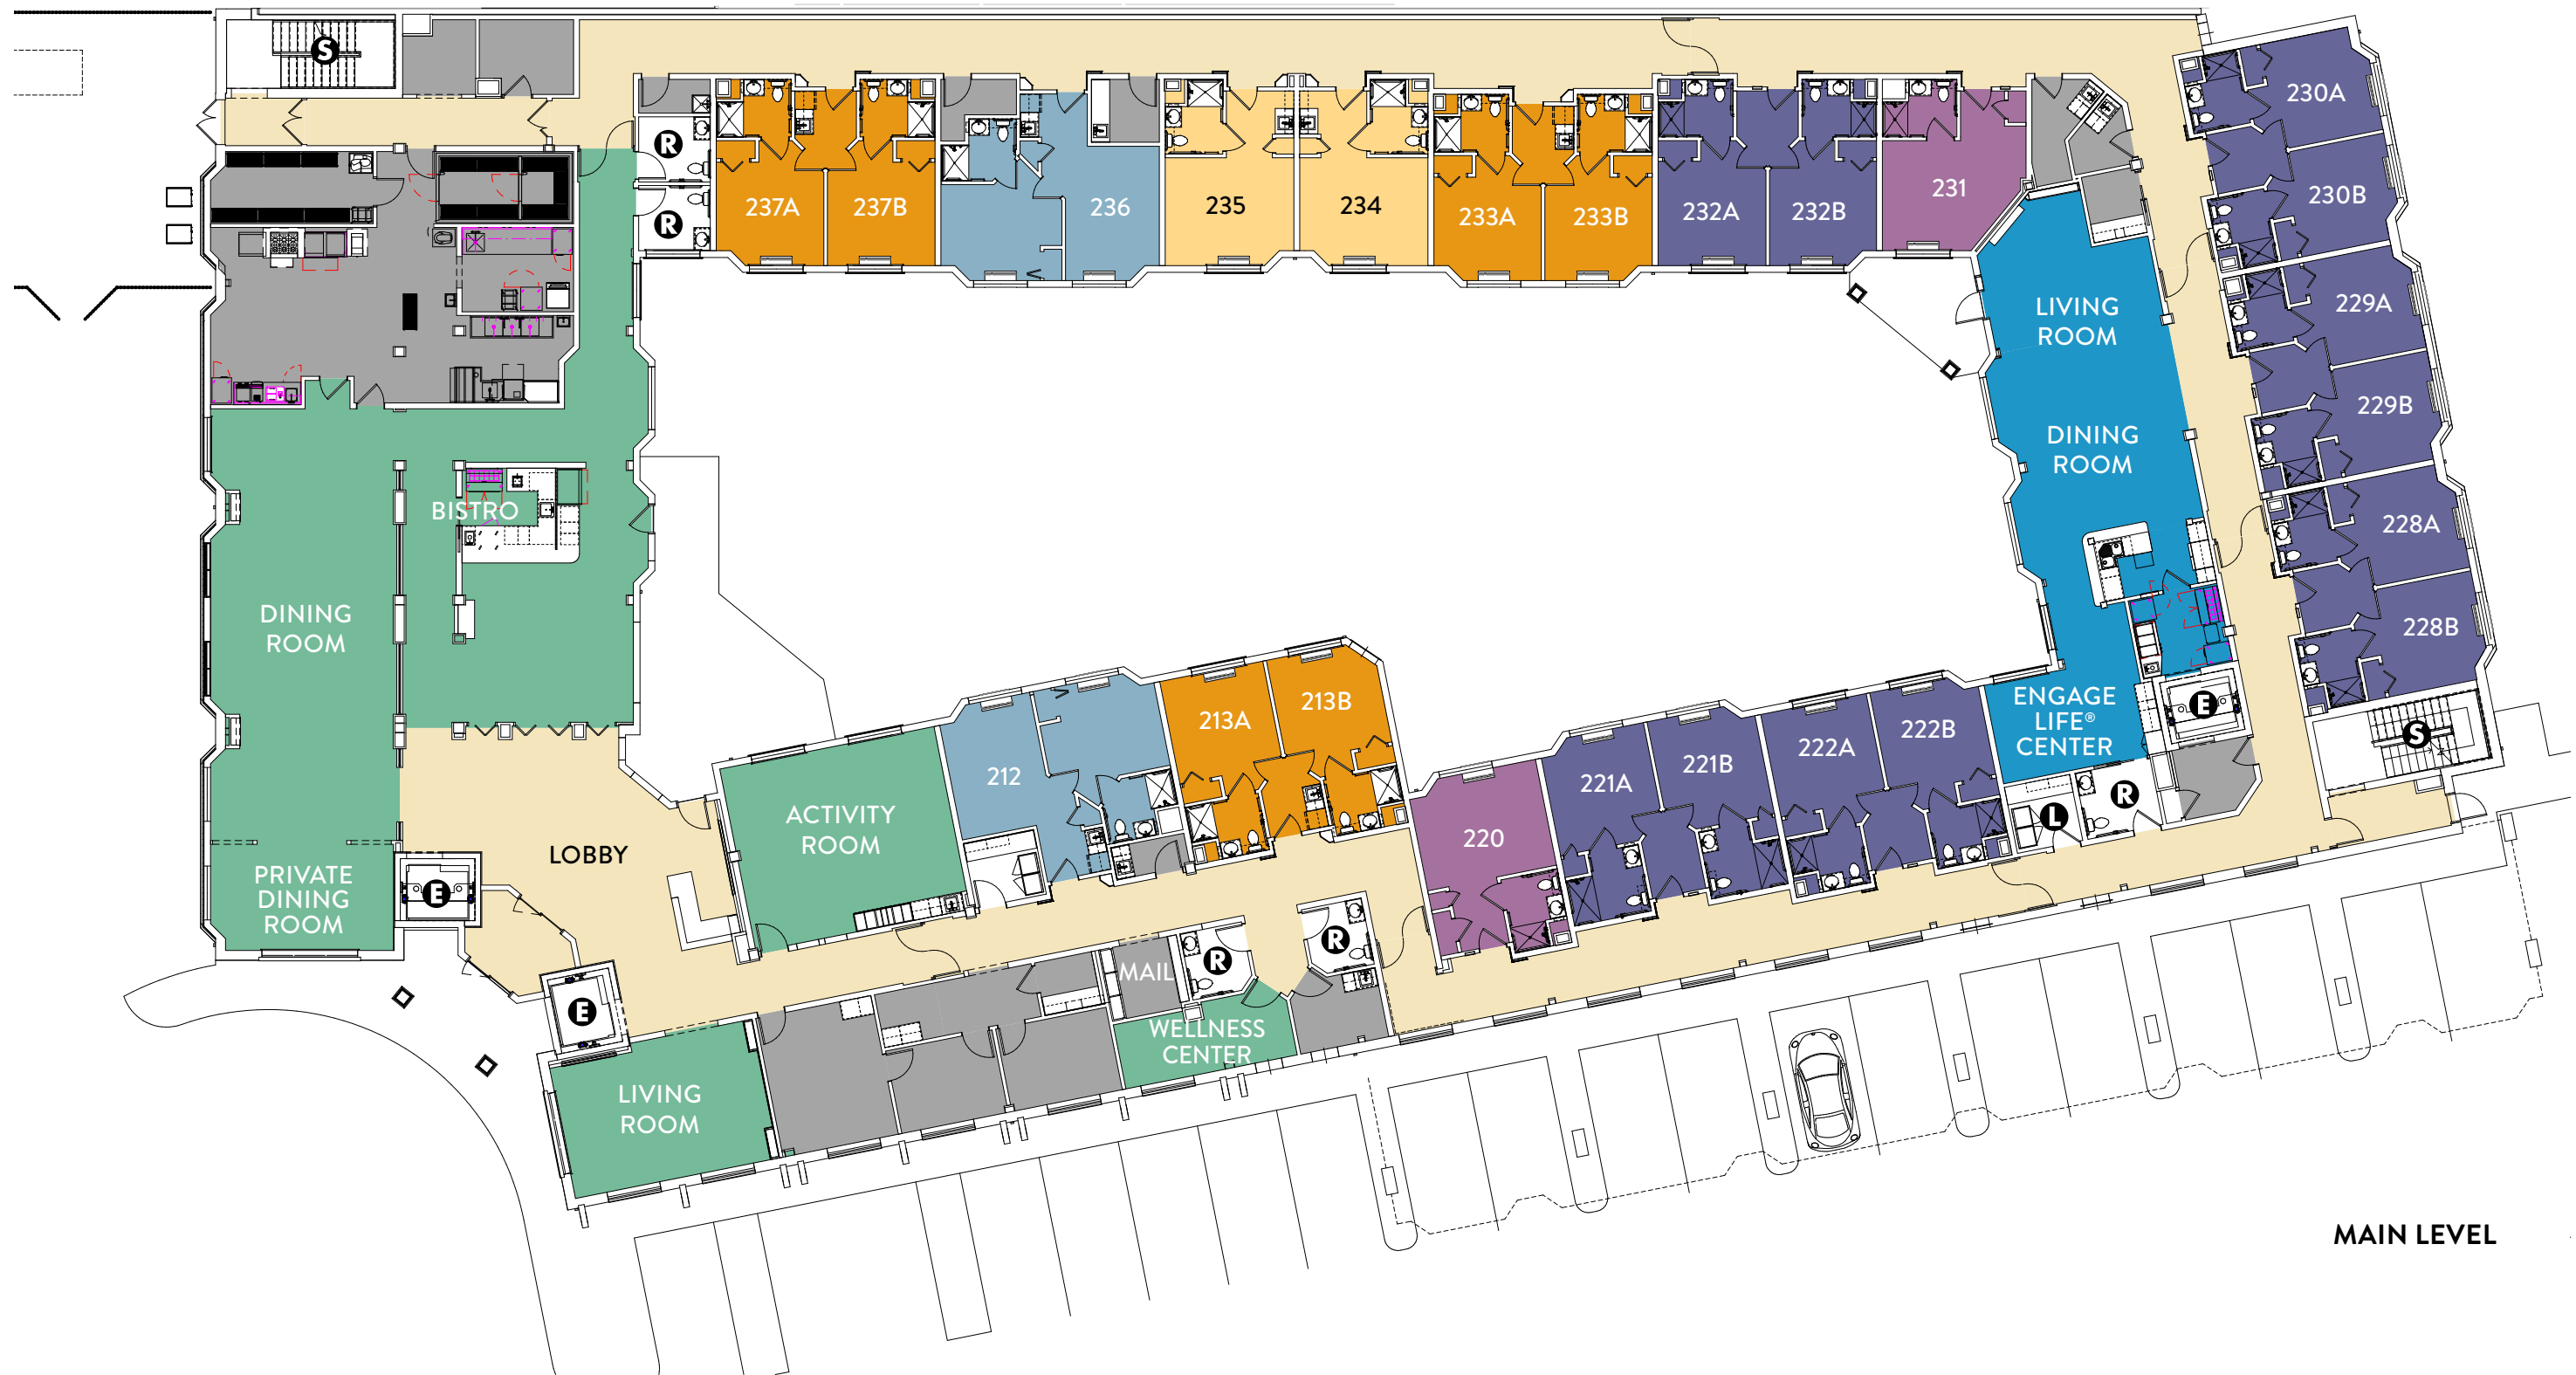 S
R
R
237A
237B
236
235
234
233A
233B
232A
232B
231
230A
230B
229A
229B
228A
228B
LIVING
ROOM
DINING
ROOM
ENGAGE
LIFE®
CENTER
E
S
R
L
BISTRO
DINING
ROOM
PRIVATE
DINING
ROOM
E
LOBBY
E
ACTIVITY
ROOM
212
213A
213B
220
221A
221B
222A
222B
MAIL
R
R
WELLNESS
CENTER
LIVING
ROOM
MAIN LEVEL